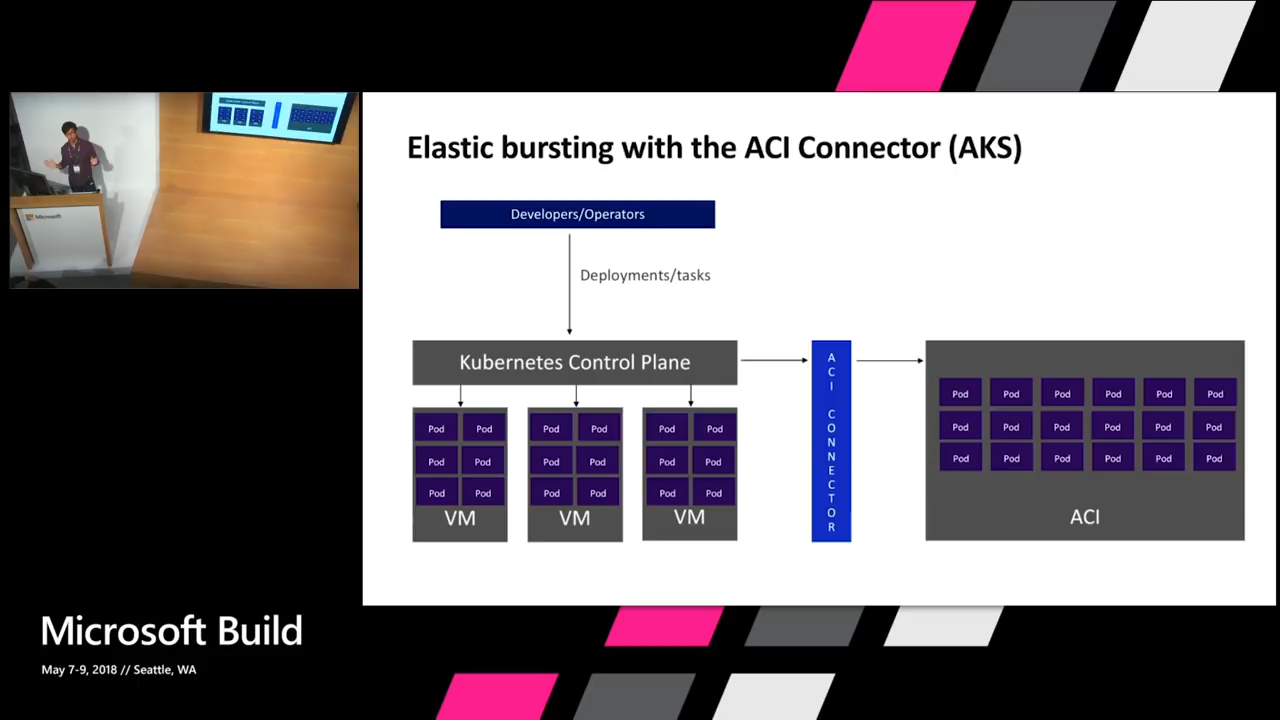 Elastic bursting with the ACI Connector (AKS)
Developers/Operators
Deployments/tasks
Kubernetes Control Plane
Pod Pod
Pod Pod
Pod Pod
VM
Pod Pod
Pod Pod
Pod Pod
VM
Pod Pod
Pod Pod
Pod Pod
VM
ACI CONNECTOR
Pod Pod Pod Pod Pod Pod
Pod Pod Pod Pod Pod Pod
Pod Pod Pod Pod Pod Pod
ACI
Microsoft
Microsoft Build
May 7-9, 2018 // Seattle, WA